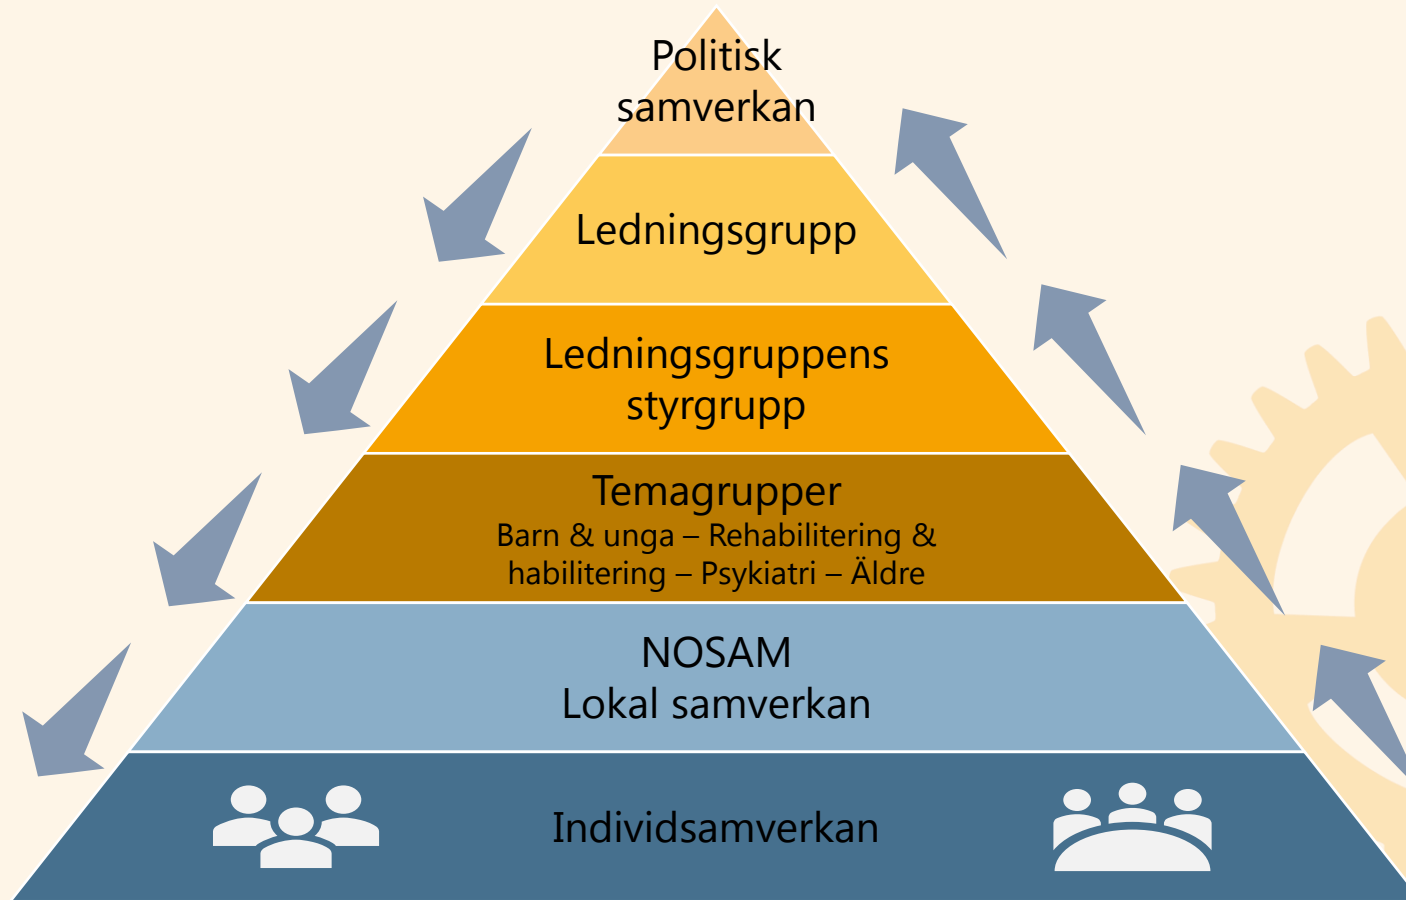 Politisk
samverkan
Ledningsgrupp
Ledningsgruppens
styrgrupp
Temagrupper
Barn & unga – Rehabilitering &
habilitering – Psykiatri – Äldre
NOSAM
Lokal samverkan
Individsamverkan